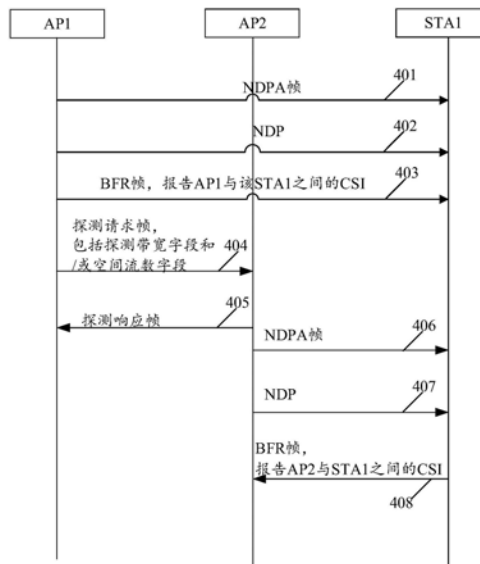 AP1
AP2
STA1
NDPA帧
401
NDP
402
BFR帧，报告AP1与该STA1之间的CSI
403
探测请求帧，
包括探测带宽字段和
/或空间流数字段
404
探测响应帧
405
NDPA帧
406
NDP
407
BFR帧，
报告AP2与STA1之间的CSI
408